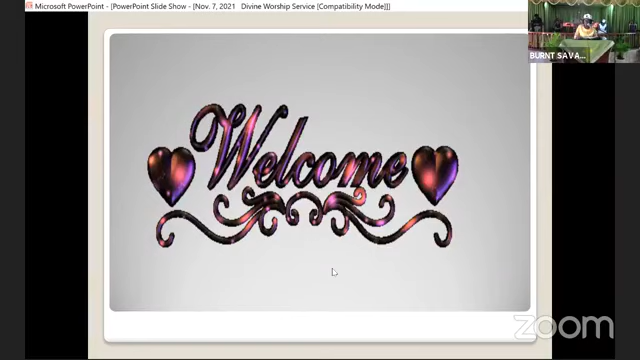 Microsoft PowerPoint - [PowerPoint Slide Show - [Nov. 7, 2021 Divine Worship Service [Compatibility Mode]]]
BURNT SAVA...
Welcome
zoom